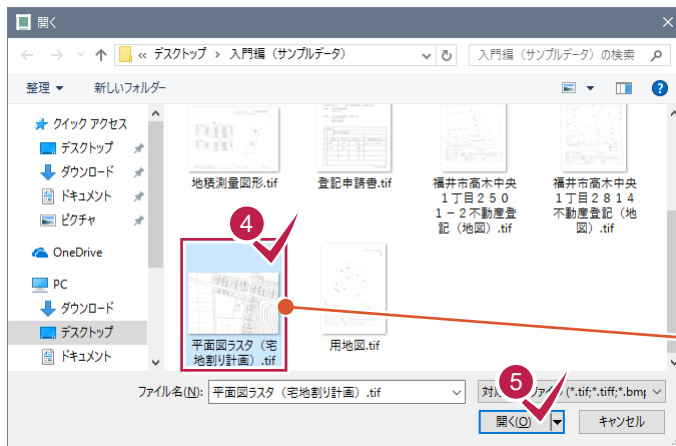 開く
« デスクトップ › 入門編（サンプルデータ）
入門編（サンプルデータ）の検索
整理
新しいフォルダー
クイック アクセス
デスクトップ
ダウンロード
ドキュメント
ピクチャ
OneDrive
PC
ダウンロード
デスクトップ
ドキュメント
地積測量図形.tif
登記申請書.tif
福井市高木中央
１丁目２５０
１－２不動産登
記（地図）.tif
福井市高木中央
１丁目２８１４
不動産登記（地
図）.tif
4
平面図ラスタ（宅
地割り計画）.tif
用地図.tif
ファイル名(N):
平面図ラスタ（宅地割り計画）.tif
5
(*.tif;*.tiff;*.bm
開く(O)
キャンセル